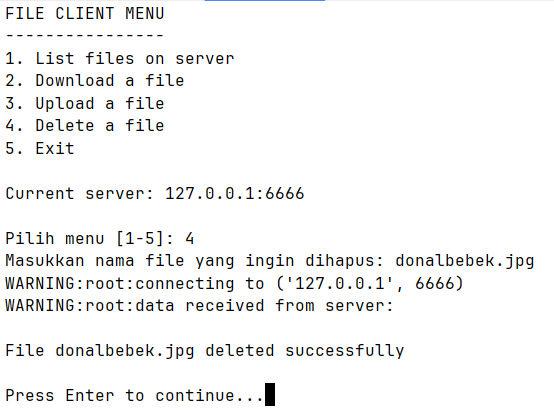 FILE CLIENT MENU
----------------
1. List files on server
2. Download a file
3. Upload a file
4. Delete a file
5. Exit
Current server: 127.0.0.1:6666
Pilih menu [1-5]: 4
Masukkan nama file yang ingin dihapus: donalbebek.jpg
WARNING:root:connecting to ('127.0.0.1', 6666)
WARNING:root:data received from server:
File donalbebek.jpg deleted successfully
Press Enter to continue...